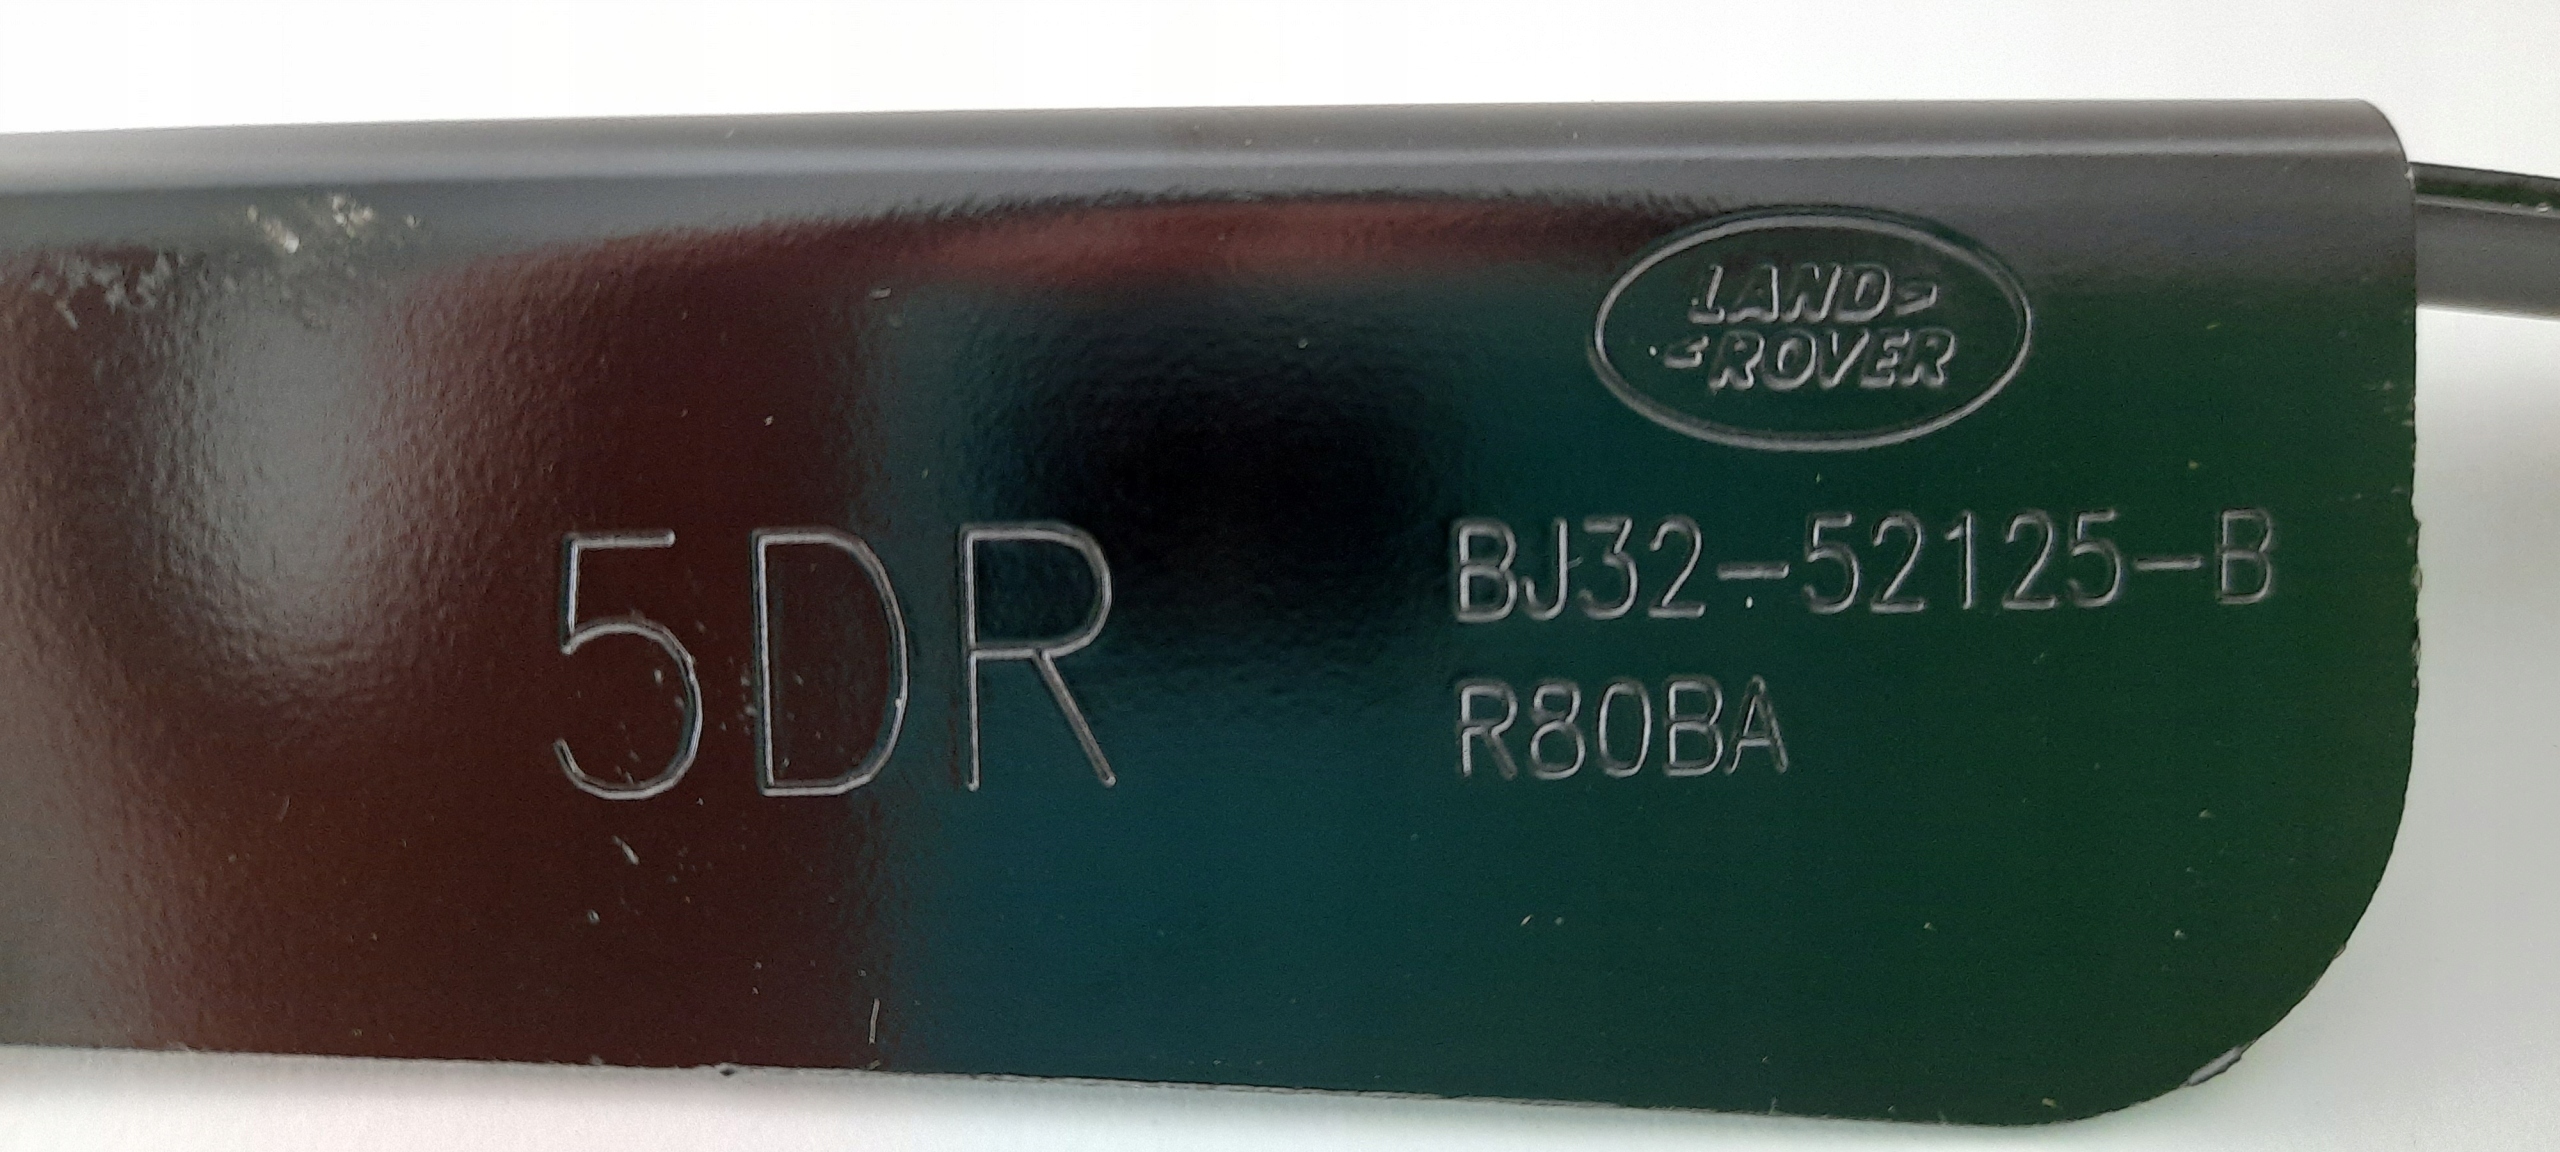 LAND
ROVER
5DR
BJ32-52125-B
R80BA